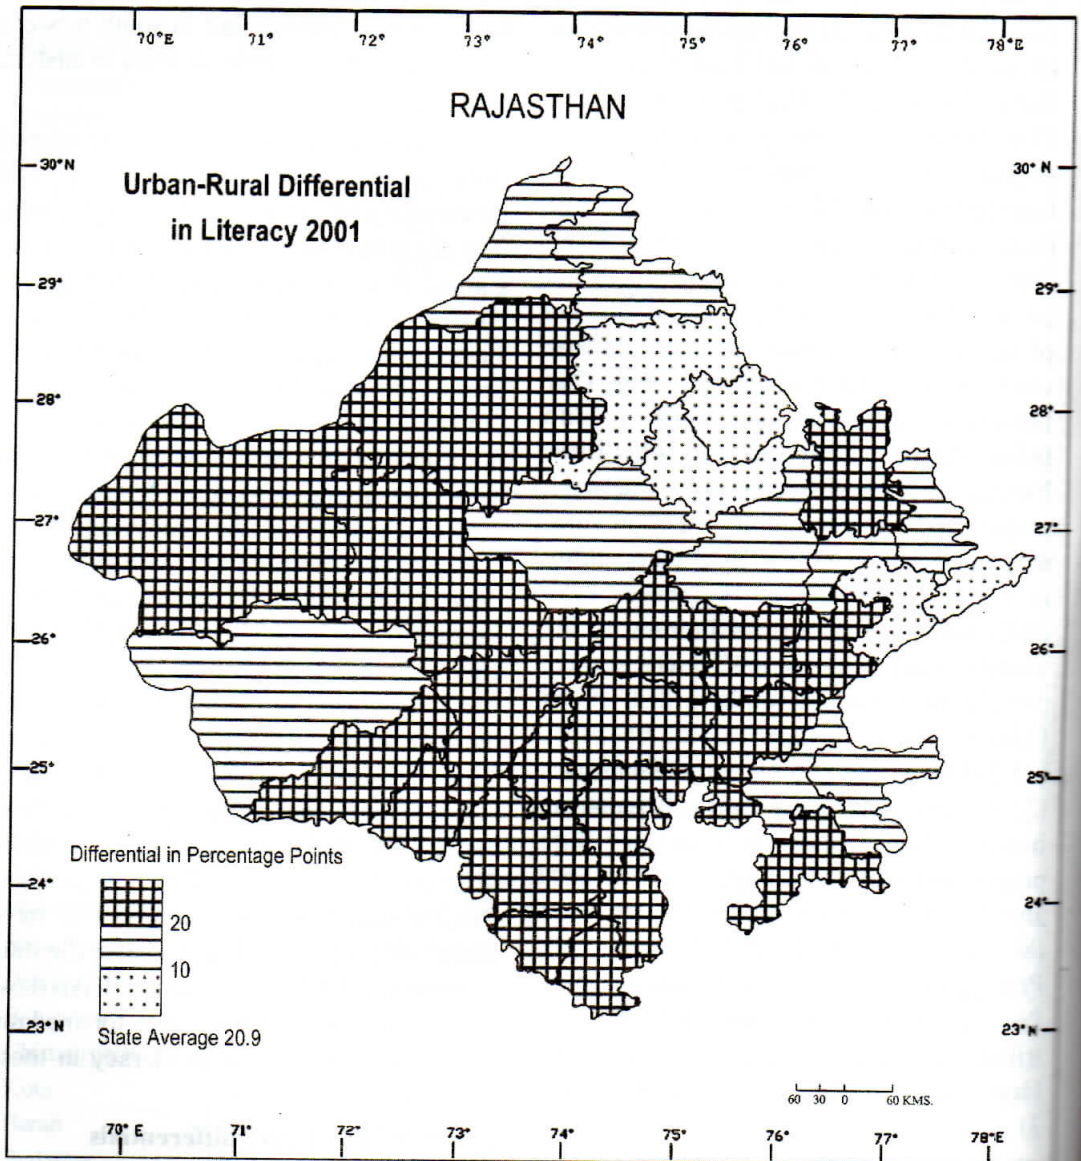 70°E 71° 72° 73° 74° 75° 76° 77° 78°E
RAJASTHAN
30°N 30°N
Urban-Rural Differential
in Literacy 2001
29° 29°
28° 28°
27° 27°
26° 26°
25° 25°
Differential in Percentage Points
24° 24°
20
10
23°N 23°N
State Average 20.9
60 30 0 60 KMS.
70°E 71° 72° 73° 74° 75° 76° 77° 78°E